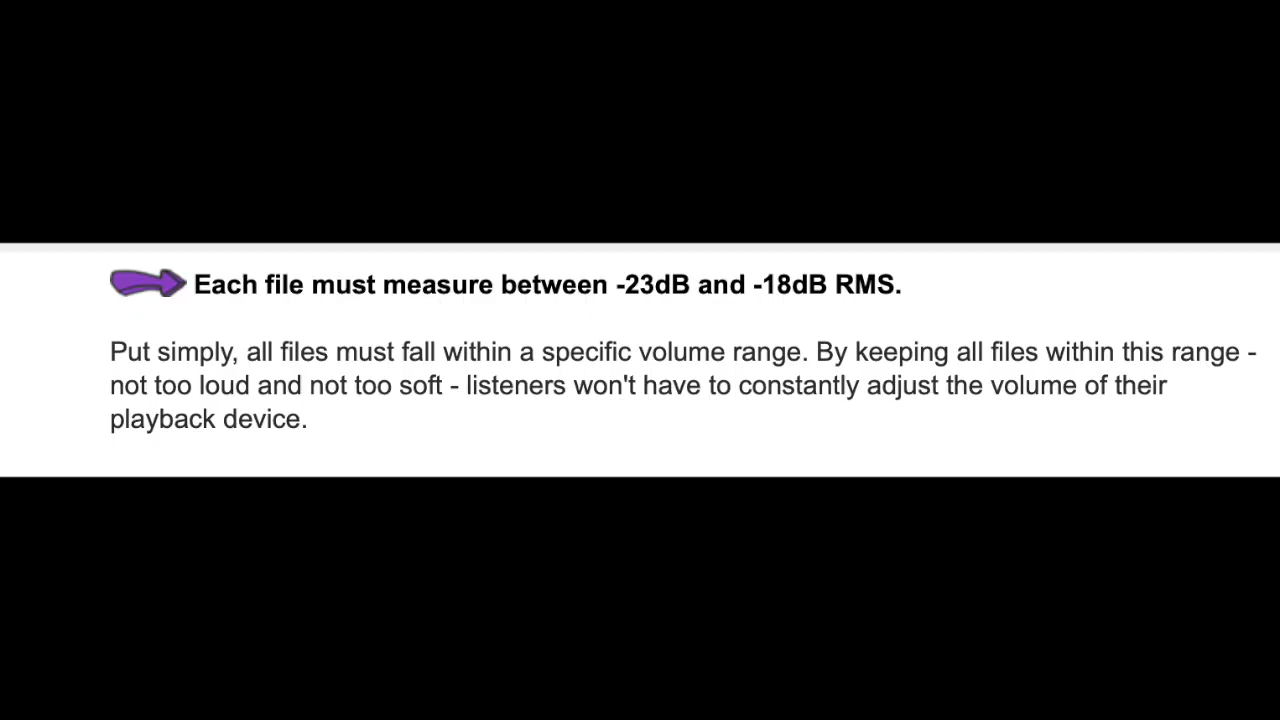 Each file must measure between -23dB and -18dB RMS.
Put simply, all files must fall within a specific volume range. By keeping all files within this range -
not too loud and not too soft - listeners won't have to constantly adjust the volume of their
playback device.